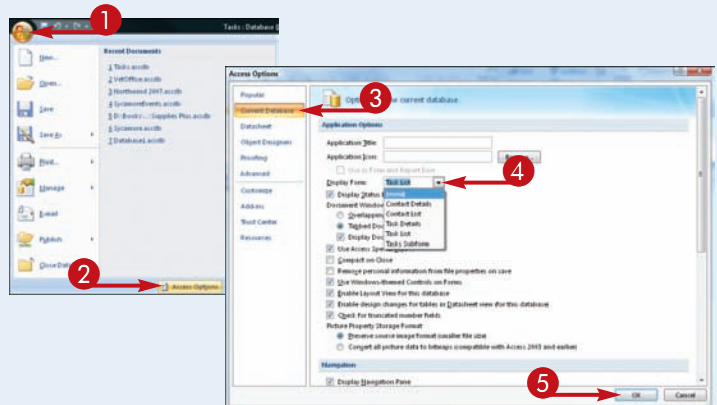 1
Tasks : Database
New...
Open...
Save
Save As
Print...
Manage
E-mail
Publish
Close Data
Recent Documents
1 Tasks.accdb
2 VetOffice.accdb
3 Northwind 2007.accdb
4 SycamoreEvents.accdb
5 D:\Books\...\Supplies Plus.accdb
6 Sycamore.accdb
7 Database1.accdb
2
Access Options
Access Options
Popular
Current Database
Datasheet
Object Designers
Proofing
Advanced
Customize
Add-ins
Trust Center
Resources
3
current database.
Application Options
Application Title:
Application Icon:
Use as Form and Report Icon
Display Form: Task List
4
(none)
Contact Details
Contact List
Task Details
Task List
Tasks Subform
Display Status
Document Window
Overlapping
Tabbed Doc
Display Doc
Use Access Special
Compact on Close
Remove personal information from file properties on save
Use Windows-themed Controls on Forms
Enable Layout View for this database
Enable design changes for tables in Datasheet view (for this database)
Check for truncated number fields
Picture Property Storage Format
Preserve source image format (smaller file size)
Convert all picture data to bitmaps (compatible with Access 2003 and earlier)
Navigation
Display Navigation Pane
5
OK
Cancel